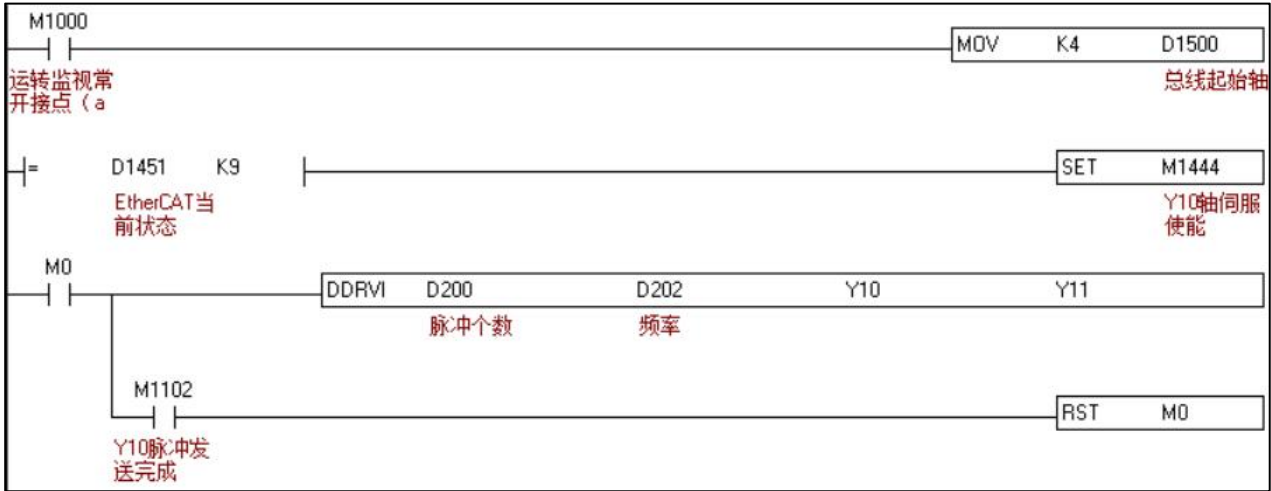 M1000
MOV K4 D1500
运转监视常
开接点（a
总线起始轴
= D1451 K9
SET M1444
EtherCAT当
前状态
Y10轴伺服
使能
M0
DDRVI D200 D202 Y10 Y11
脉冲个数 频率
M1102
RST M0
Y10脉冲发
送完成